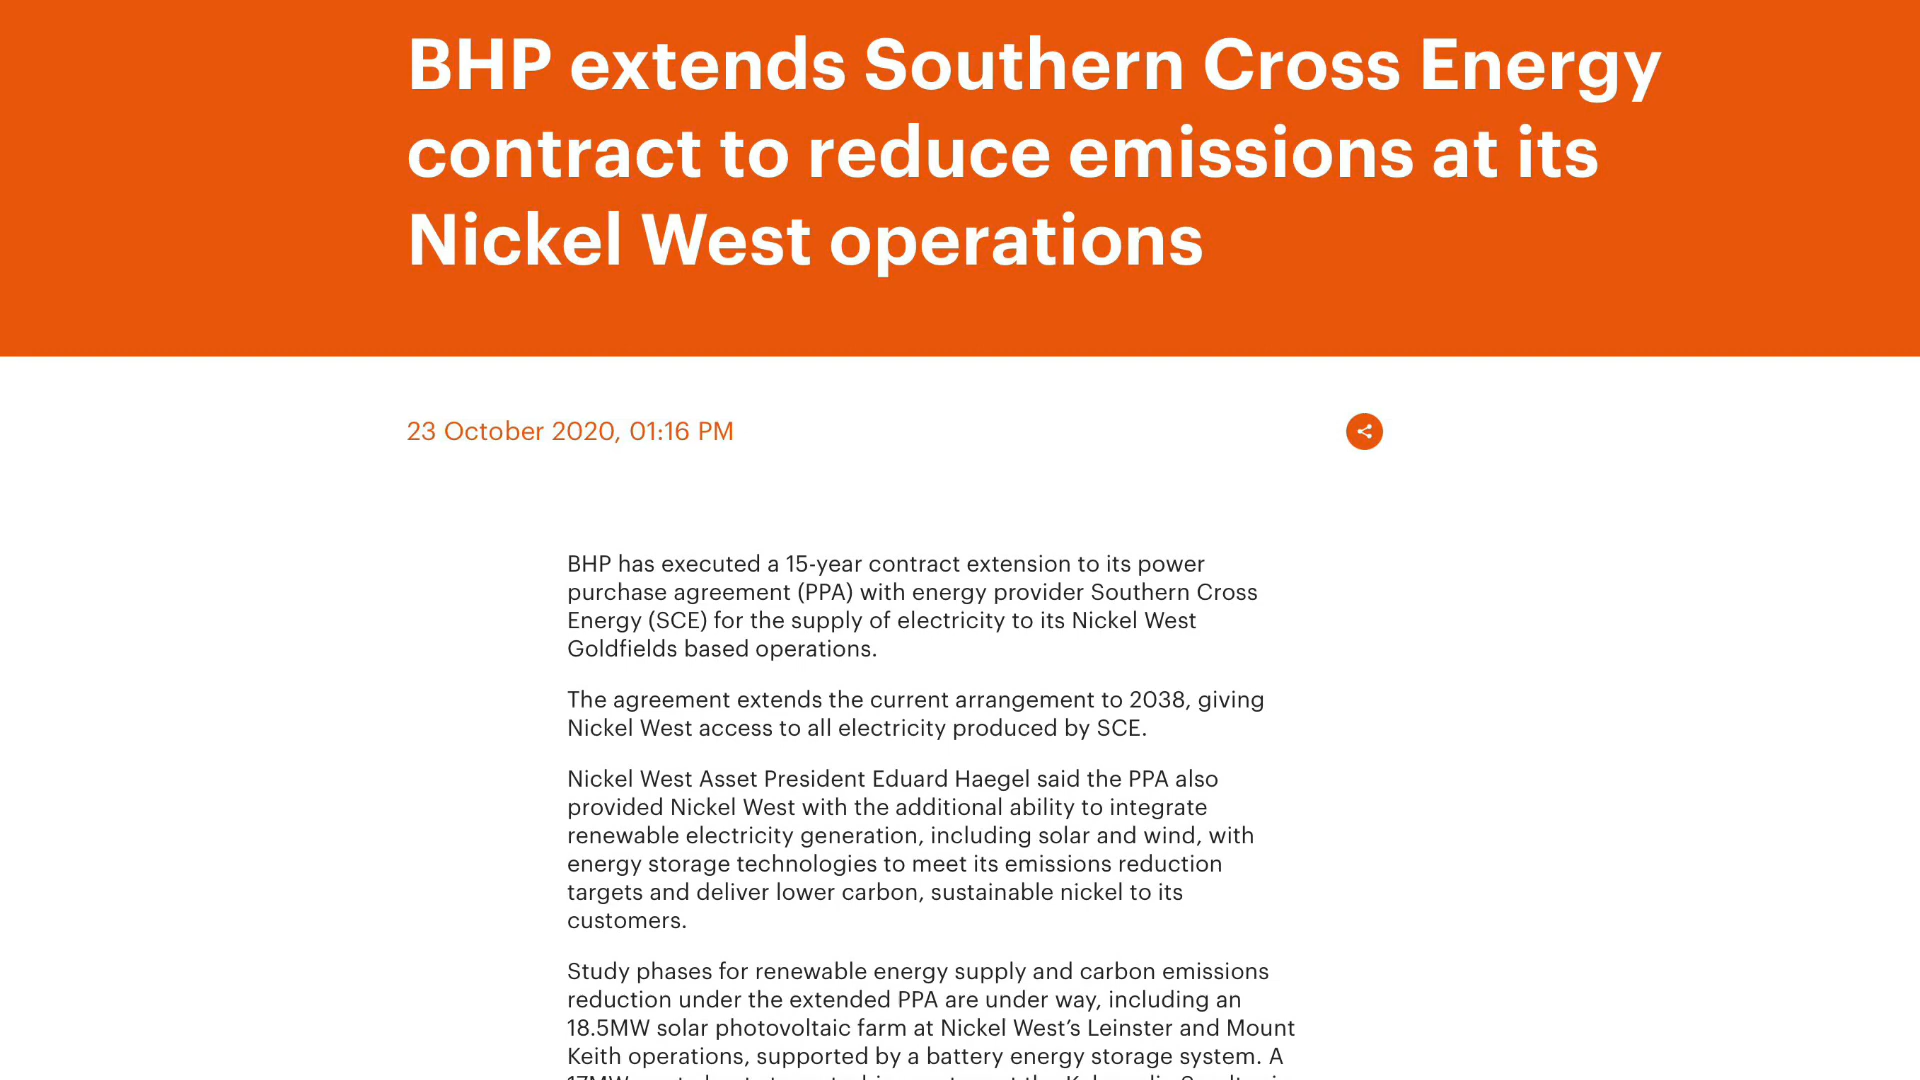 BHP extends Southern Cross Energy
contract to reduce emissions at its
Nickel West operations
23 October 2020, 01:16 PM
BHP has executed a 15-year contract extension to its power
purchase agreement (PPA) with energy provider Southern Cross
Energy (SCE) for the supply of electricity to its Nickel West
Goldfields based operations.
The agreement extends the current arrangement to 2038, giving
Nickel West access to all electricity produced by SCE.
Nickel West Asset President Eduard Haegel said the PPA also
provided Nickel West with the additional ability to integrate
renewable electricity generation, including solar and wind, with
energy storage technologies to meet its emissions reduction
targets and deliver lower carbon, sustainable nickel to its
customers.
Study phases for renewable energy supply and carbon emissions
reduction under the extended PPA are under way, including an
18.5MW solar photovoltaic farm at Nickel West’s Leinster and Mount
Keith operations, supported by a battery energy storage system. A